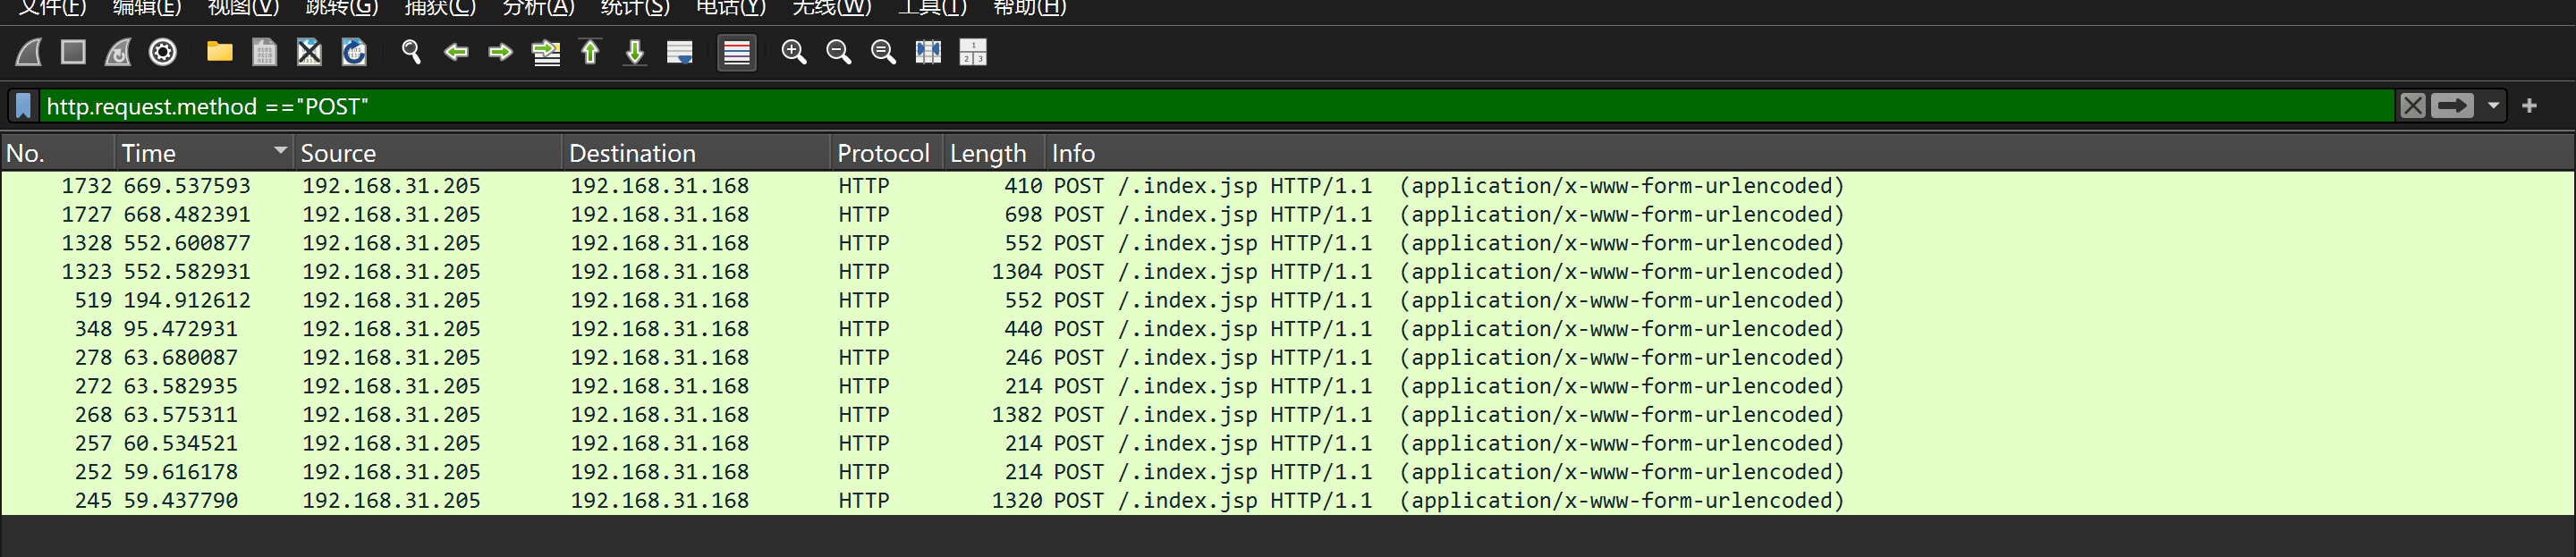 文件(F) 编辑(E) 视图(V) 跳转(G) 捕获(C) 分析(A) 统计(S) 电话(Y) 无线(W) 工具(T) 帮助(H)
http.request.method =="POST"
No. Time Source Destination Protocol Length Info
1732 669.537593 192.168.31.205 192.168.31.168 HTTP 410 POST /.index.jsp HTTP/1.1 (application/x-www-form-urlencoded)
1727 668.482391 192.168.31.205 192.168.31.168 HTTP 698 POST /.index.jsp HTTP/1.1 (application/x-www-form-urlencoded)
1328 552.600877 192.168.31.205 192.168.31.168 HTTP 552 POST /.index.jsp HTTP/1.1 (application/x-www-form-urlencoded)
1323 552.582931 192.168.31.205 192.168.31.168 HTTP 1304 POST /.index.jsp HTTP/1.1 (application/x-www-form-urlencoded)
519 194.912612 192.168.31.205 192.168.31.168 HTTP 552 POST /.index.jsp HTTP/1.1 (application/x-www-form-urlencoded)
348 95.472931 192.168.31.205 192.168.31.168 HTTP 440 POST /.index.jsp HTTP/1.1 (application/x-www-form-urlencoded)
278 63.680087 192.168.31.205 192.168.31.168 HTTP 246 POST /.index.jsp HTTP/1.1 (application/x-www-form-urlencoded)
272 63.582935 192.168.31.205 192.168.31.168 HTTP 214 POST /.index.jsp HTTP/1.1 (application/x-www-form-urlencoded)
268 63.575311 192.168.31.205 192.168.31.168 HTTP 1382 POST /.index.jsp HTTP/1.1 (application/x-www-form-urlencoded)
257 60.534521 192.168.31.205 192.168.31.168 HTTP 214 POST /.index.jsp HTTP/1.1 (application/x-www-form-urlencoded)
252 59.616178 192.168.31.205 192.168.31.168 HTTP 214 POST /.index.jsp HTTP/1.1 (application/x-www-form-urlencoded)
245 59.437790 192.168.31.205 192.168.31.168 HTTP 1320 POST /.index.jsp HTTP/1.1 (application/x-www-form-urlencoded)